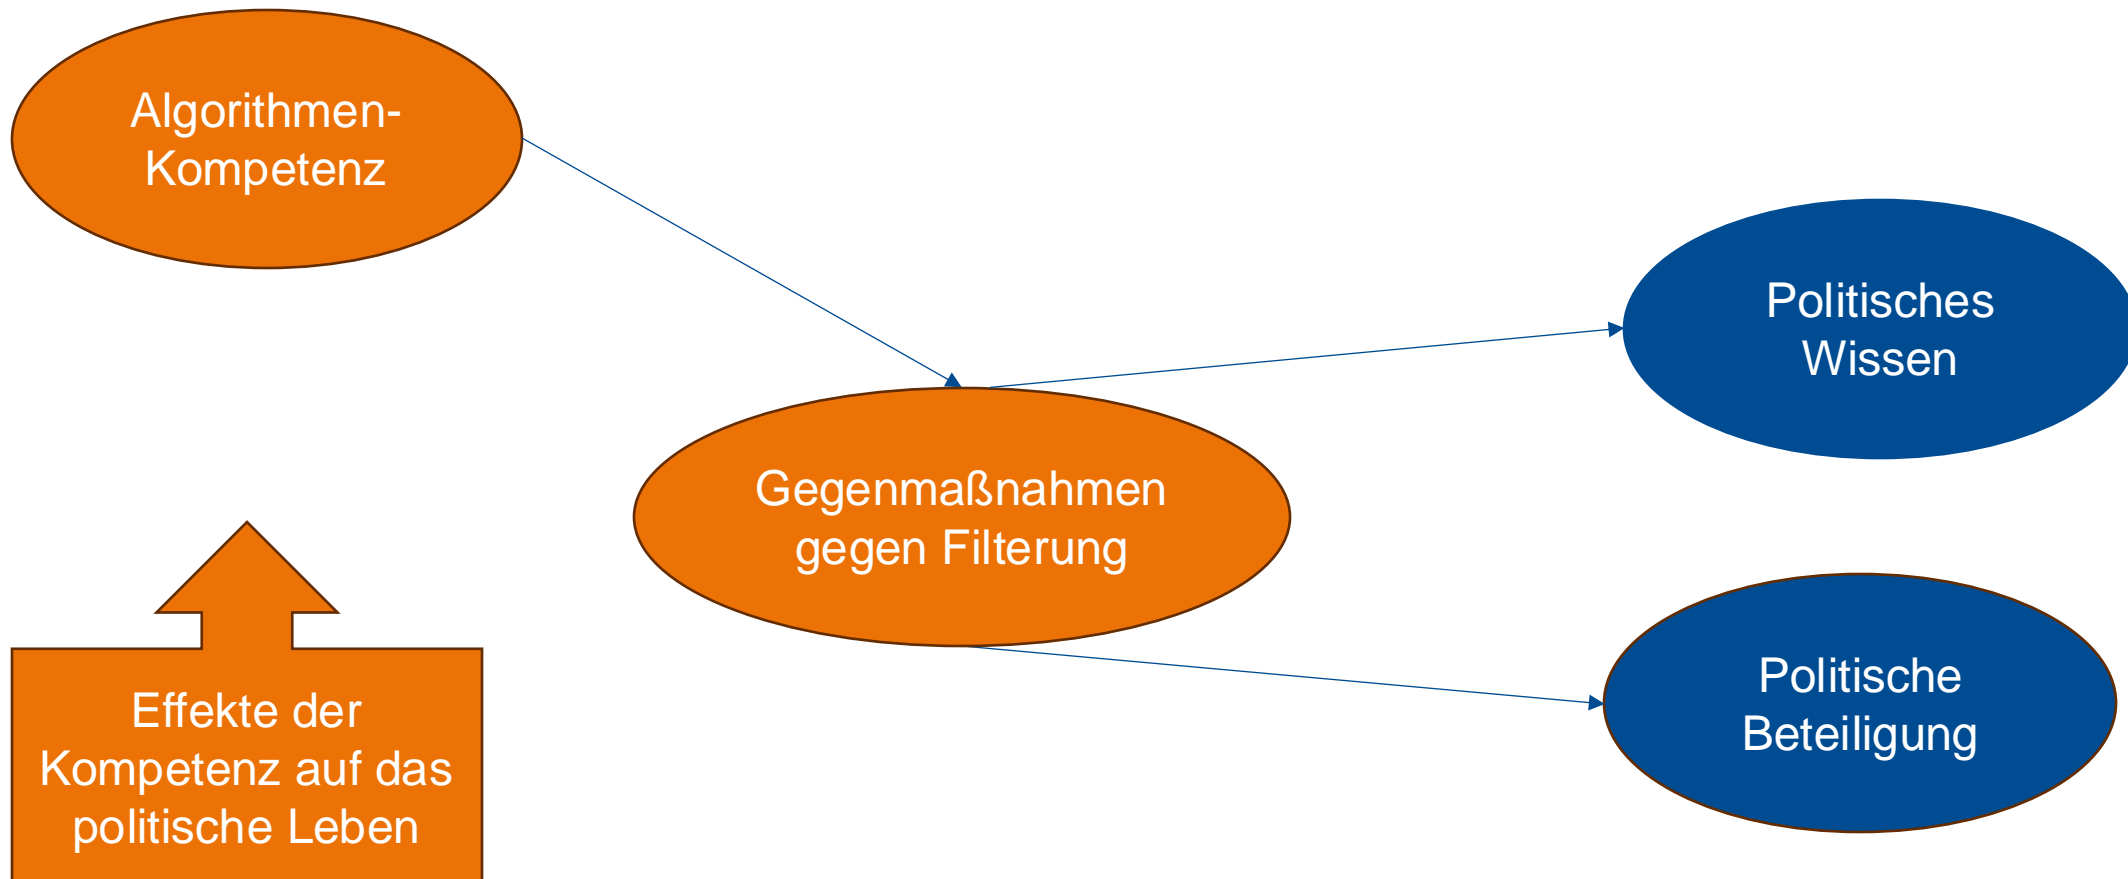 Algorithmen-
Kompetenz
Politisches
Wissen
Gegenmaßnahmen
gegen Filterung
Politische
Beteiligung
Effekte der
Kompetenz auf das
politische Leben